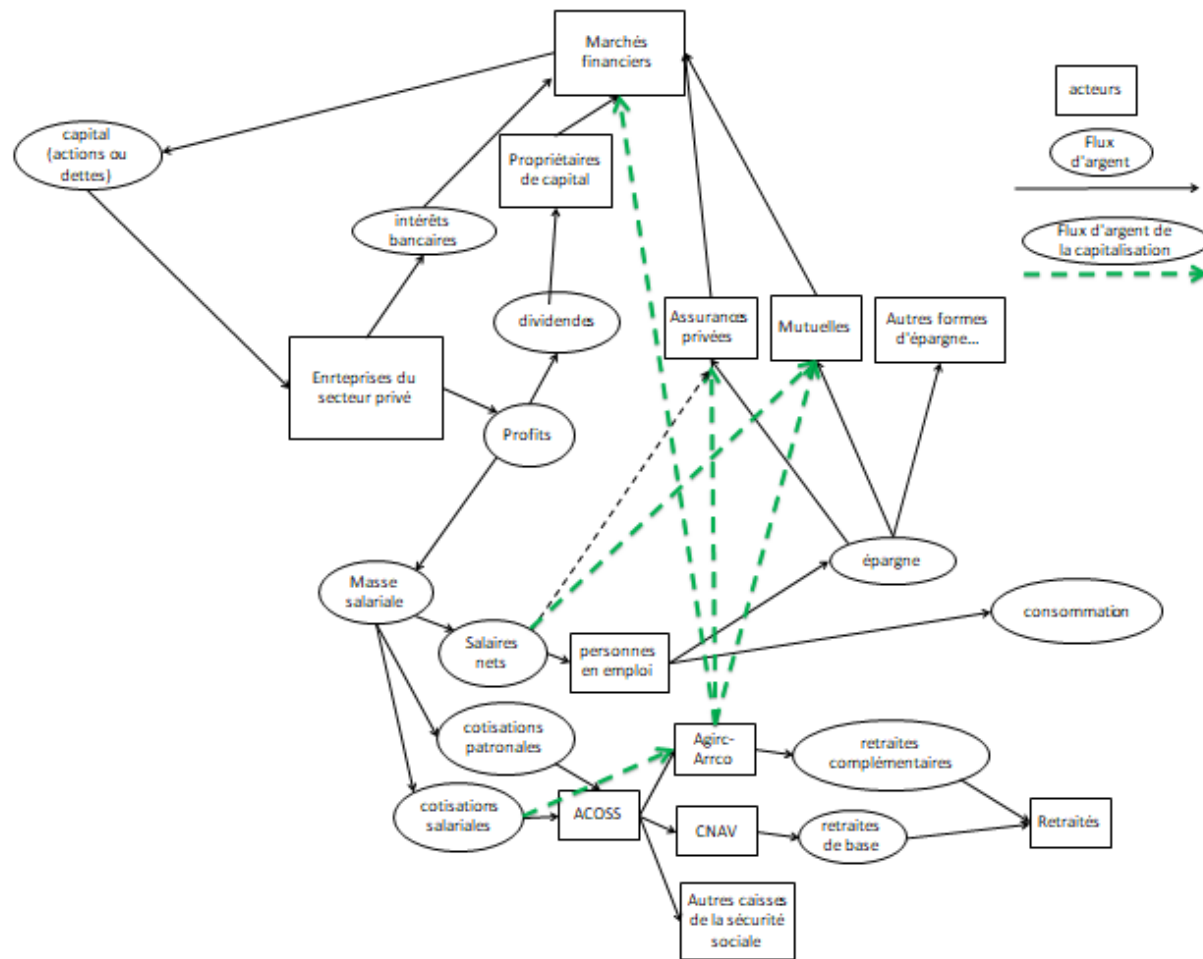 Marchés
financiers
acteurs
Flux
d'argent
Flux d'argent de
la capitalisation
capital
(actions ou
dettes)
Propriétaires
de capital
intérêts
bancaires
dividendes
Assurances
privées
Mutuelles
Autres formes
d'épargne...
Enrteprises du
secteur privé
Profits
épargne
Masse
salariale
consommation
Salaires
nets
personnes
en emploi
cotisations
patronales
Agirc-
Arrco
retraites
complémentaires
cotisations
salariales
ACOSS
CNAV
retraites
de base
Retraités
Autres caisses
de la sécurité
sociale